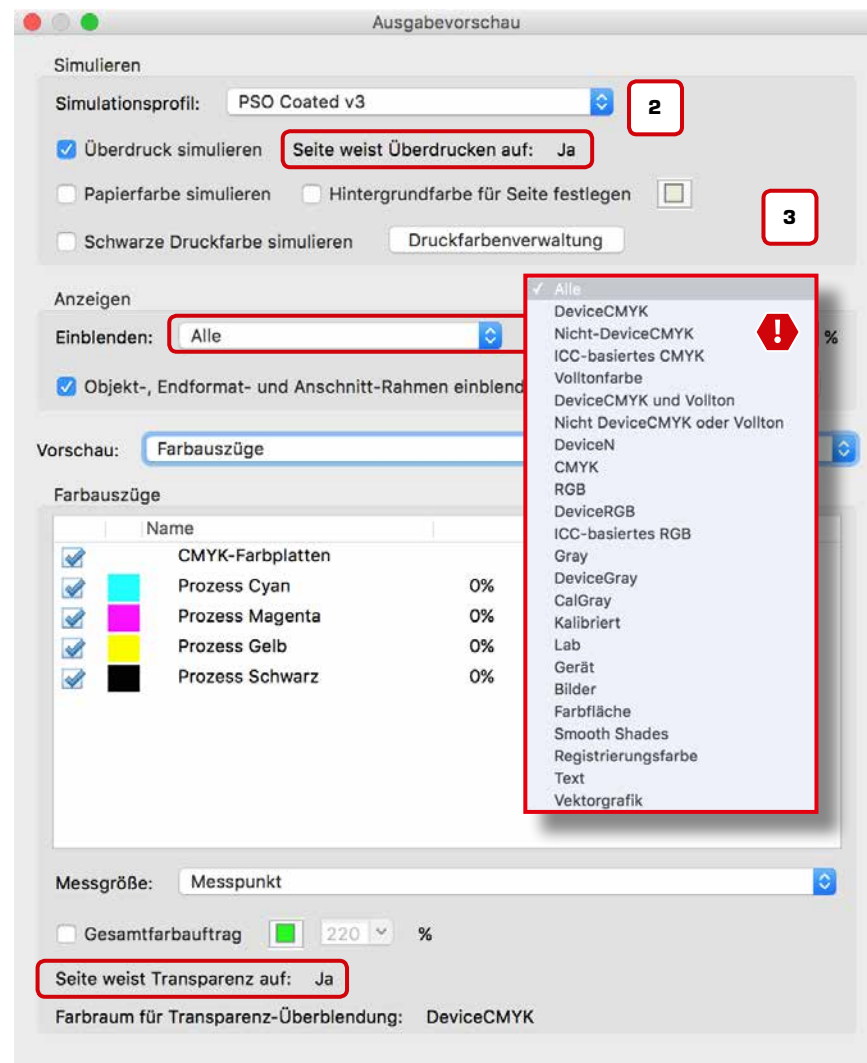 Ausgabevorschau
Simulieren
Simulationsprofil: PSO Coated v3
2
Überdruck simulieren Seite weist Überdrucken auf: Ja
Papierfarbe simulieren Hintergrundfarbe für Seite festlegen
3
Schwarze Druckfarbe simulieren Druckfarbenverwaltung
Anzeigen
Einblenden: Alle
%
Objekt-, Endformat- und Anschnitt-Rahmen einblend
✓ Alle
DeviceCMYK
Nicht-DeviceCMYK
!
ICC-basiertes CMYK
Volltonfarbe
DeviceCMYK und Vollton
Nicht DeviceCMYK oder Vollton
DeviceN
CMYK
RGB
DeviceRGB
ICC-basiertes RGB
Gray
DeviceGray
CalGray
Kalibriert
Lab
Gerät
Bilder
Farbfläche
Smooth Shades
Registrierungsfarbe
Text
Vektorgrafik
Vorschau: Farbauszüge
Farbauszüge
Name
CMYK-Farbplatten
Prozess Cyan 0%
Prozess Magenta 0%
Prozess Gelb 0%
Prozess Schwarz 0%
Messgröße: Messpunkt
Gesamtfarbauftrag 220 %
Seite weist Transparenz auf: Ja
Farbraum für Transparenz-Überblendung: DeviceCMYK